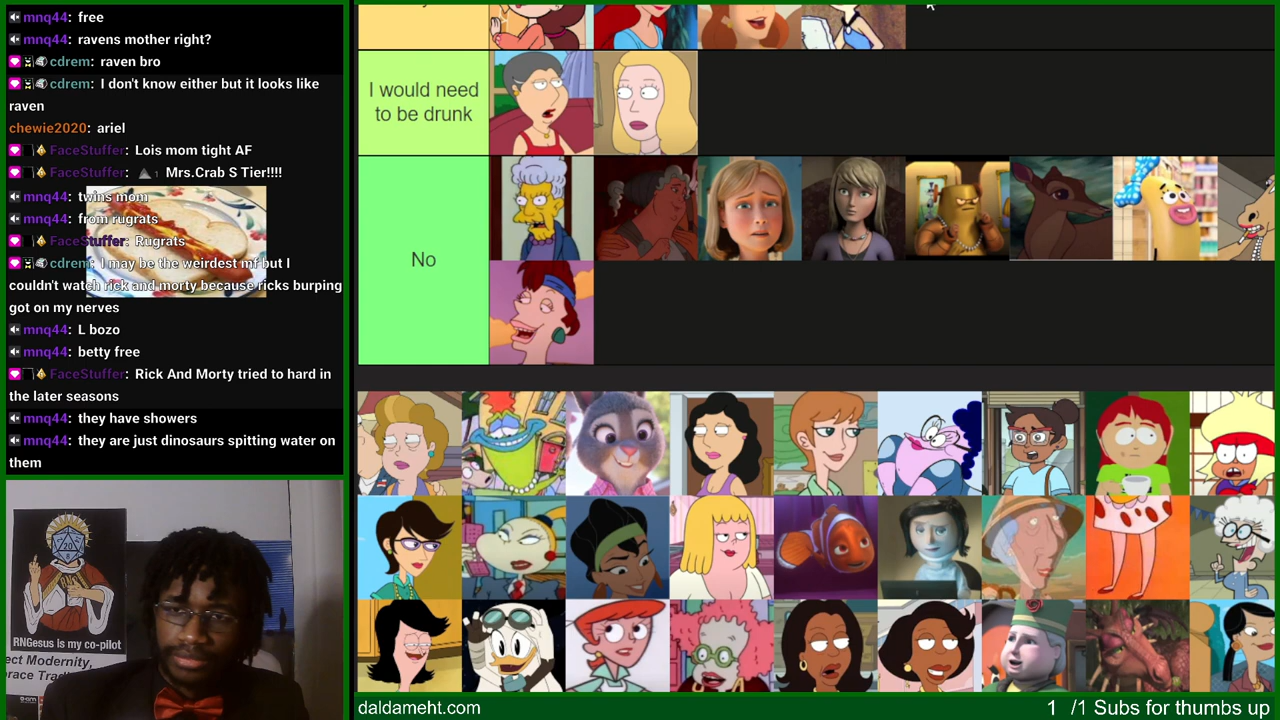 mnq44: free
mnq44: ravens mother right?
cdrem: raven bro
cdrem: I don't know either but it looks like
raven
chewie2020: ariel
FaceStuffer: Lois mom tight AF
FaceStuffer: Mrs.Crab S Tier!!!!
mnq44: twins mom
mnq44: from rugrats
FaceStuffer: Rugrats
cdrem: I may be the weirdest mf but I
couldn't watch rick and morty because ricks burping
got on my nerves
mnq44: L bozo
mnq44: betty free
FaceStuffer: Rick And Morty tried to hard in
the later seasons
mnq44: they have showers
mnq44: they are just dinosaurs spitting water on
them
I would need
to be drunk
No
20
RNGesus is my co-pilot
ect Modernity,
daldameht.com
1 /1 Subs for thumbs up